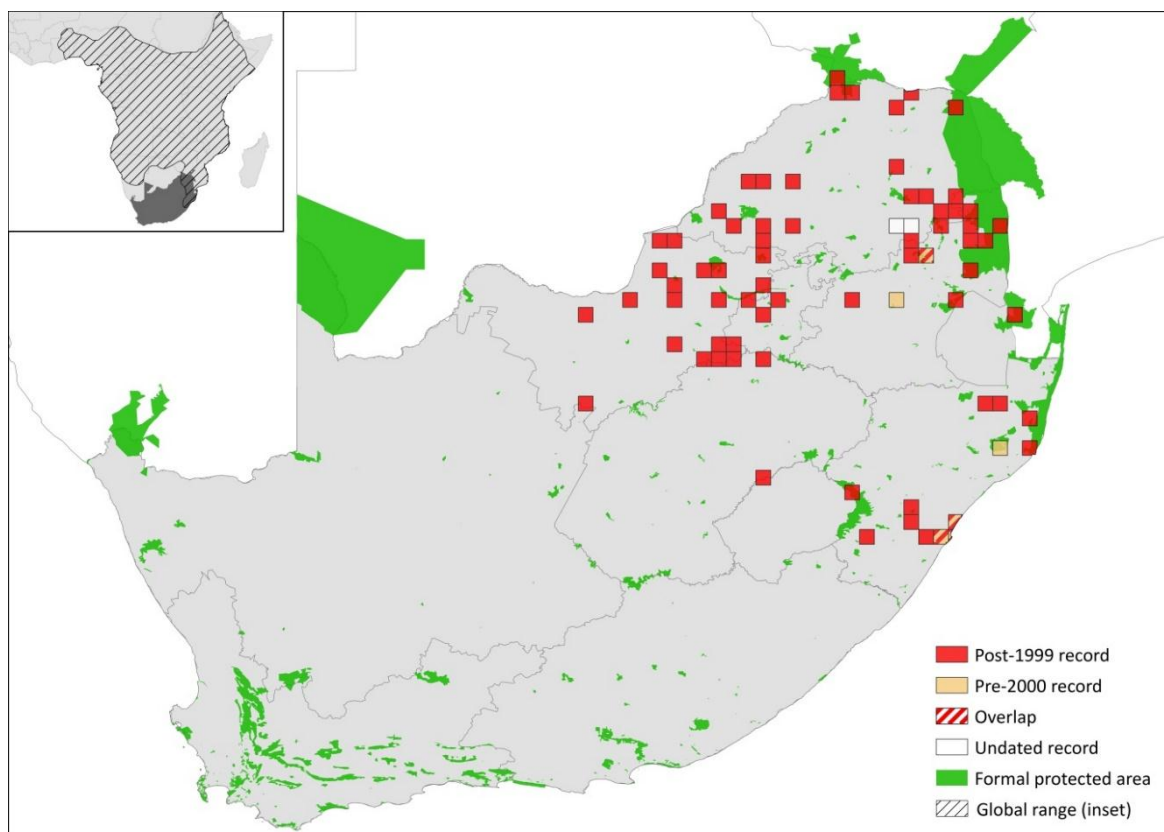 Post-1999 record
Pre-2000 record
Overlap
Undated record
Formal protected area
Global range (inset)